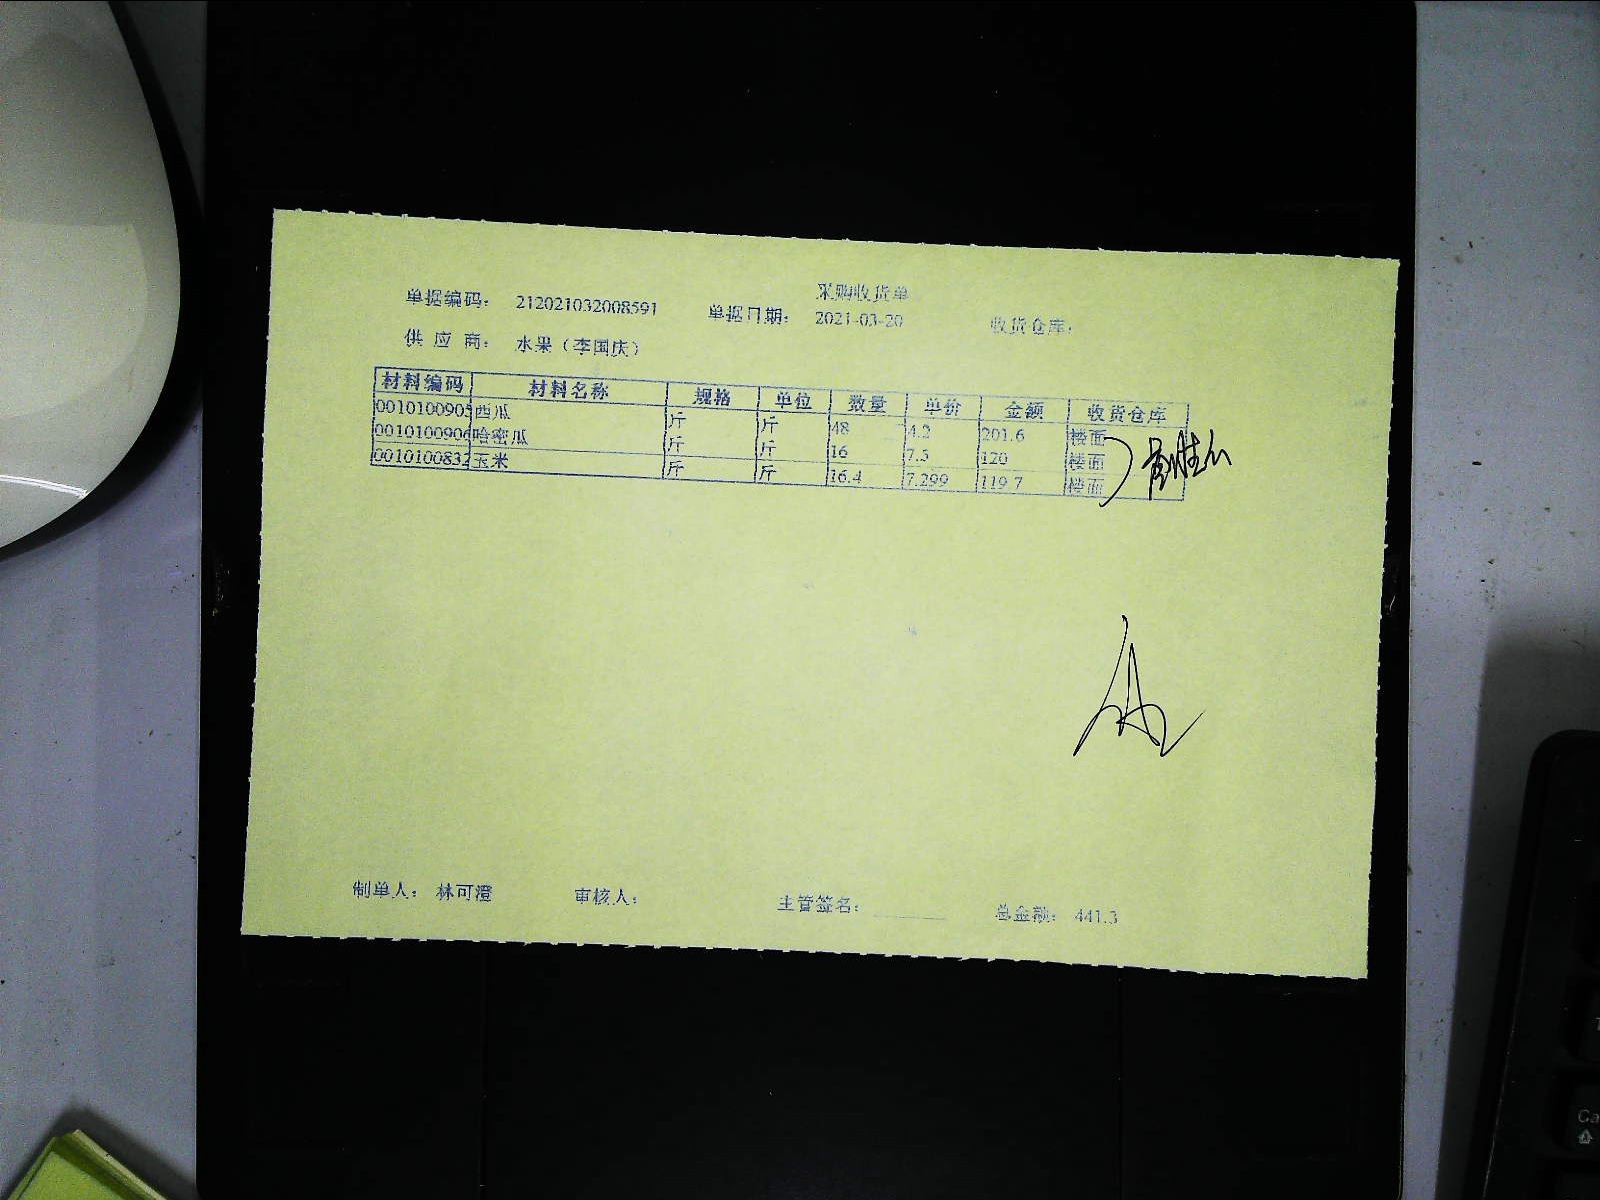 采购收货单
单据编码： 212021032008591 单据日期： 2021-03-20 收货仓库：
供 应 商： 水果（李国庆）
材料编码 材料名称 规格 单位 数量 单价 金额 收货仓库
0010100905 西瓜 斤 斤 48 4.2 201.6 楼面
0010100906 哈密瓜 斤 斤 16 7.5 120 楼面
0010100832 玉米 斤 斤 16.4 7.299 119.7 楼面
制单人： 林可澄 审核人： 主管签名： 总金额： 441.3